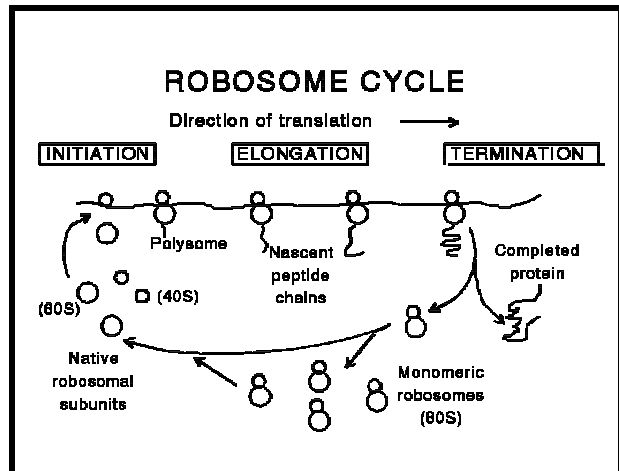 ROBOSOME CYCLE
Direction of translation
INITIATION
ELONGATION
TERMINATION
Polysome
Nascent
peptide
chains
Completed
protein
(60S)
(40S)
Native
robosomal
subunits
Monomeric
robosomes
(80S)